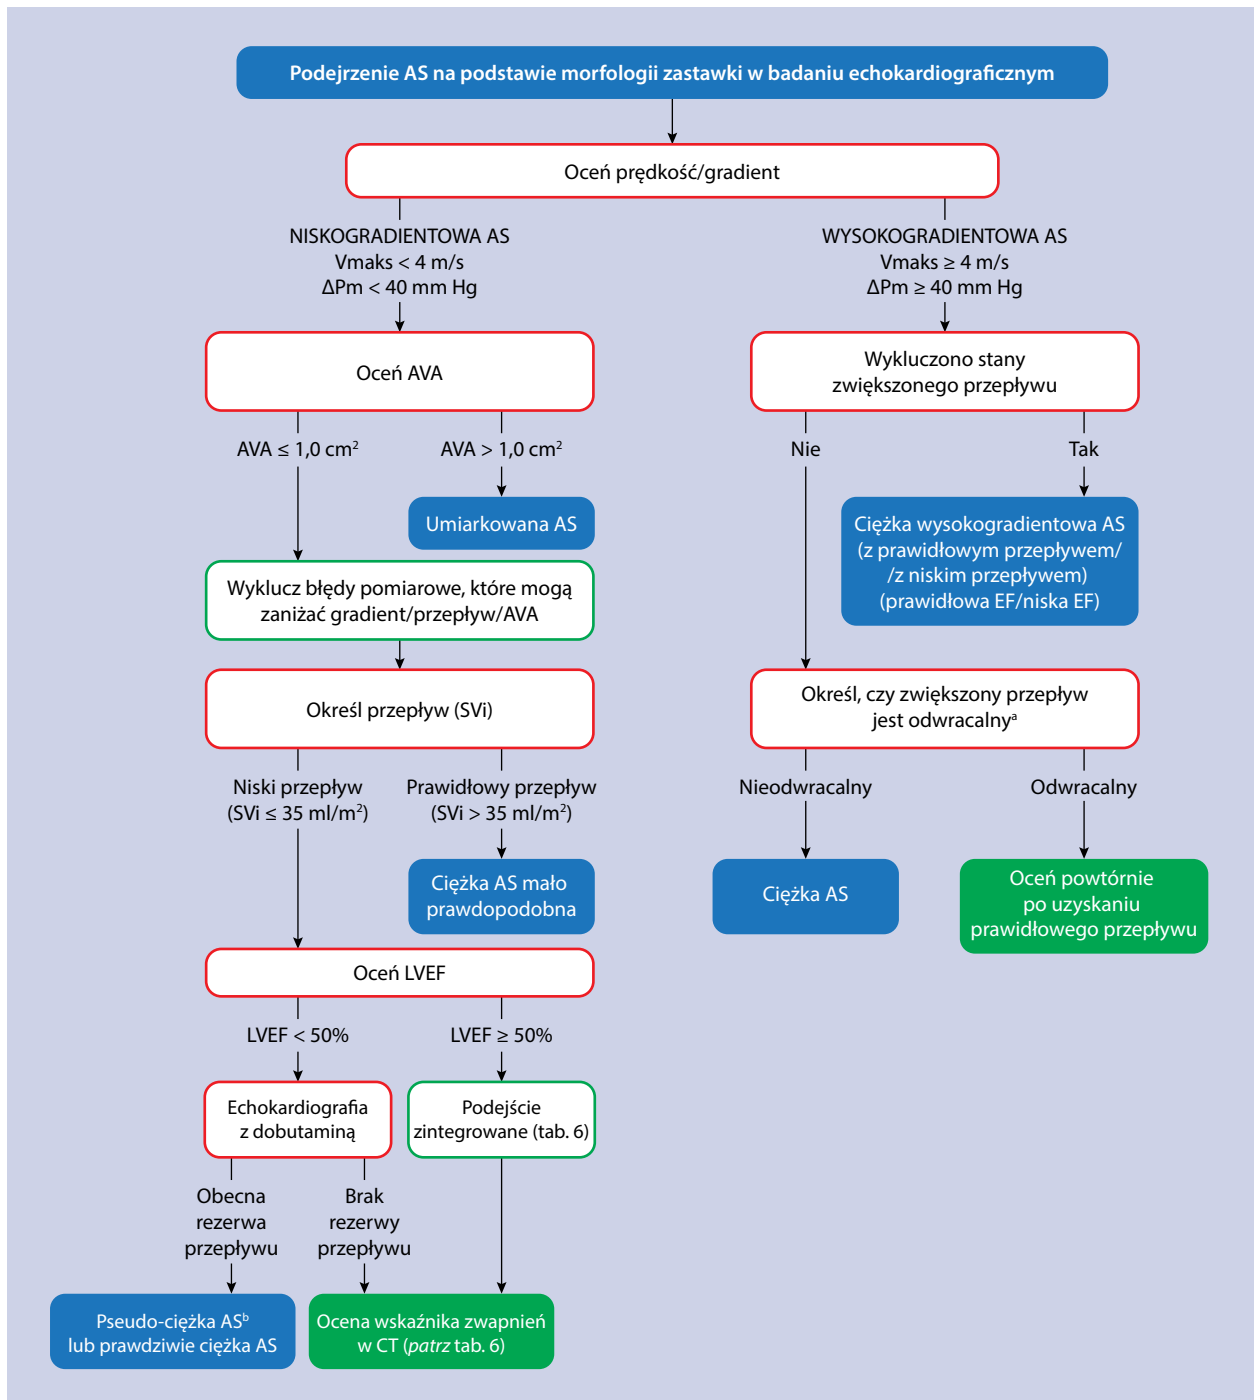 Podejrzenie AS na podstawie morfologii zastawki w badaniu echokardiograficznym
Oceń prędkość/gradient
NISKOGRADIENTOWA AS
Vmaks < 4 m/s
ΔPm < 40 mm Hg
WYSOKOGRADIENTOWA AS
Vmaks ≥ 4 m/s
ΔPm ≥ 40 mm Hg
Oceń AVA
Wykluczono stany
zwiększonego przepływu
AVA ≤ 1,0 cm²
AVA > 1,0 cm²
Nie
Tak
Umiarkowana AS
Ciężka wysokogradientowa AS
(z prawidłowym przepływem/
/z niskim przepływem)
(prawidłowa EF/niska EF)
Wyklucz błędy pomiarowe, które mogą
zaniżać gradient/przepływ/AVA
Określ przepływ (SVi)
Określ, czy zwiększony przepływ
jest odwracalnyᵃ
Niski przepływ
(SVi ≤ 35 ml/m²)
Prawidłowy przepływ
(SVi > 35 ml/m²)
Nieodwracalny
Odwracalny
Ciężka AS mało
prawdopodobna
Ciężka AS
Oceń powtórnie
po uzyskaniu
prawidłowego przepływu
Oceń LVEF
LVEF < 50%
LVEF ≥ 50%
Echokardiografia
z dobutaminą
Podejście
zintegrowane (tab. 6)
Obecna
rezerwa
przepływu
Brak
rezerwy
przepływu
Pseudo-ciężka ASᵇ
lub prawdziwie ciężka AS
Ocena wskaźnika zwapnień
w CT (patrz tab. 6)